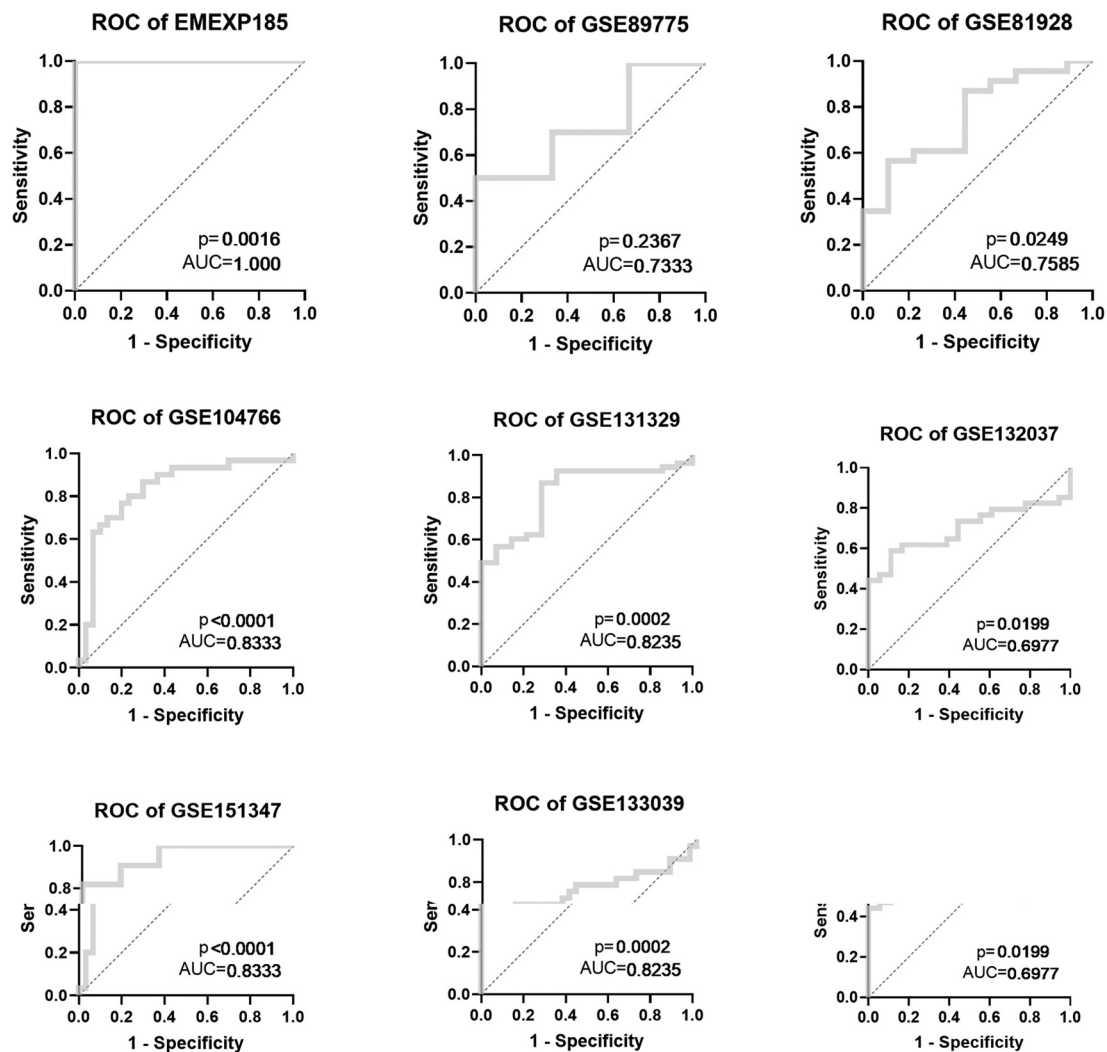 ROC of EMEXP185
1.0
0.8
0.6
0.4
0.2
0.0
Sensitivity
p=0.0016
AUC=1.000
0.0 0.2 0.4 0.6 0.8 1.0
1 - Specificity
ROC of GSE89775
1.0
0.8
0.6
0.4
0.2
0.0
Sensitivity
p=0.2367
AUC=0.7333
0.0 0.2 0.4 0.6 0.8 1.0
1 - Specificity
ROC of GSE81928
1.0
0.8
0.6
0.4
0.2
0.0
Sensitivity
p=0.0249
AUC=0.7585
0.0 0.2 0.4 0.6 0.8 1.0
1 - Specificity
ROC of GSE104766
1.0
0.8
0.6
0.4
0.2
0.0
Sensitivity
p<0.0001
AUC=0.8333
0.0 0.2 0.4 0.6 0.8 1.0
1 - Specificity
ROC of GSE131329
1.0
0.8
0.6
0.4
0.2
0.0
Sensitivity
p=0.0002
AUC=0.8235
0.0 0.2 0.4 0.6 0.8 1.0
1 - Specificity
ROC of GSE132037
1.0
0.8
0.6
0.4
0.2
0.0
Sensitivity
p=0.0199
AUC=0.6977
0.0 0.2 0.4 0.6 0.8 1.0
1 - Specificity
ROC of GSE151347
1.0
0.8
0.4
0.2
0.0
p<0.0001
AUC=0.8333
0.0 0.2 0.4 0.6 0.8 1.0
1 - Specificity
ROC of GSE133039
1.0
0.8
0.4
0.2
0.0
p=0.0002
AUC=0.8235
0.0 0.2 0.4 0.6 0.8 1.0
1 - Specificity
0.4
0.2
0.0
p=0.0199
AUC=0.6977
0.0 0.2 0.4 0.6 0.8 1.0
1 - Specificity